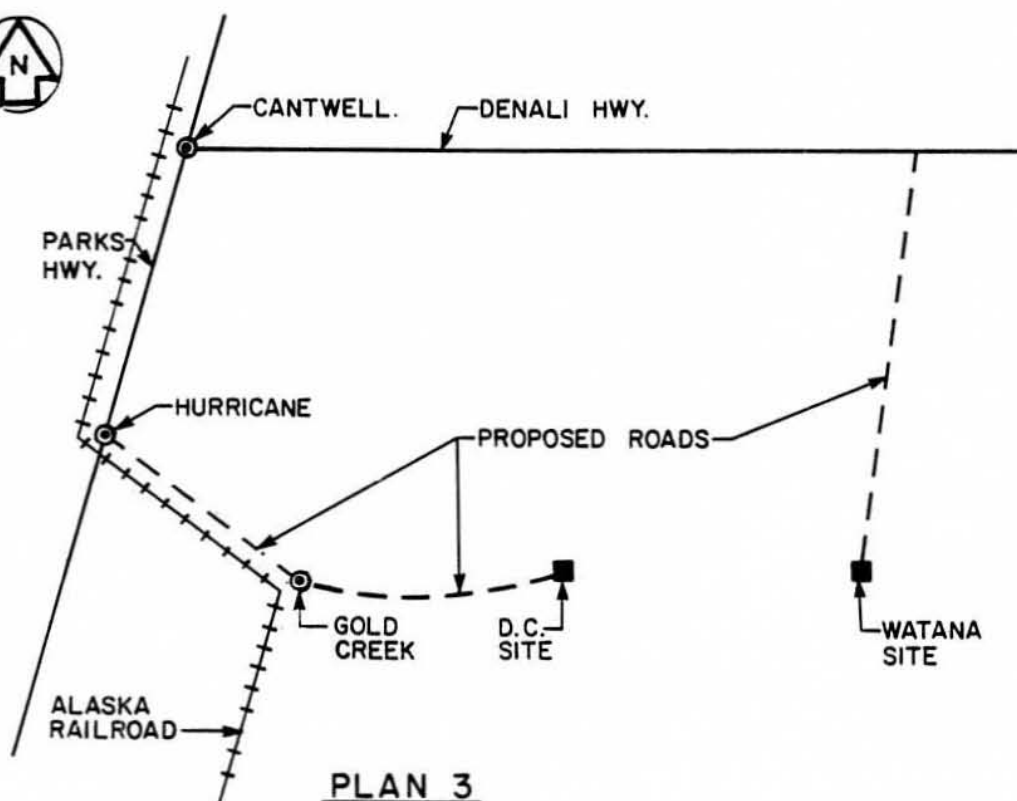 N
CANTWELL.
DENALI HWY.
PARKS
HWY.
HURRICANE
PROPOSED ROADS
GOLD
CREEK
D.C.
SITE
WATANA
SITE
ALASKA
RAILROAD
PLAN 3